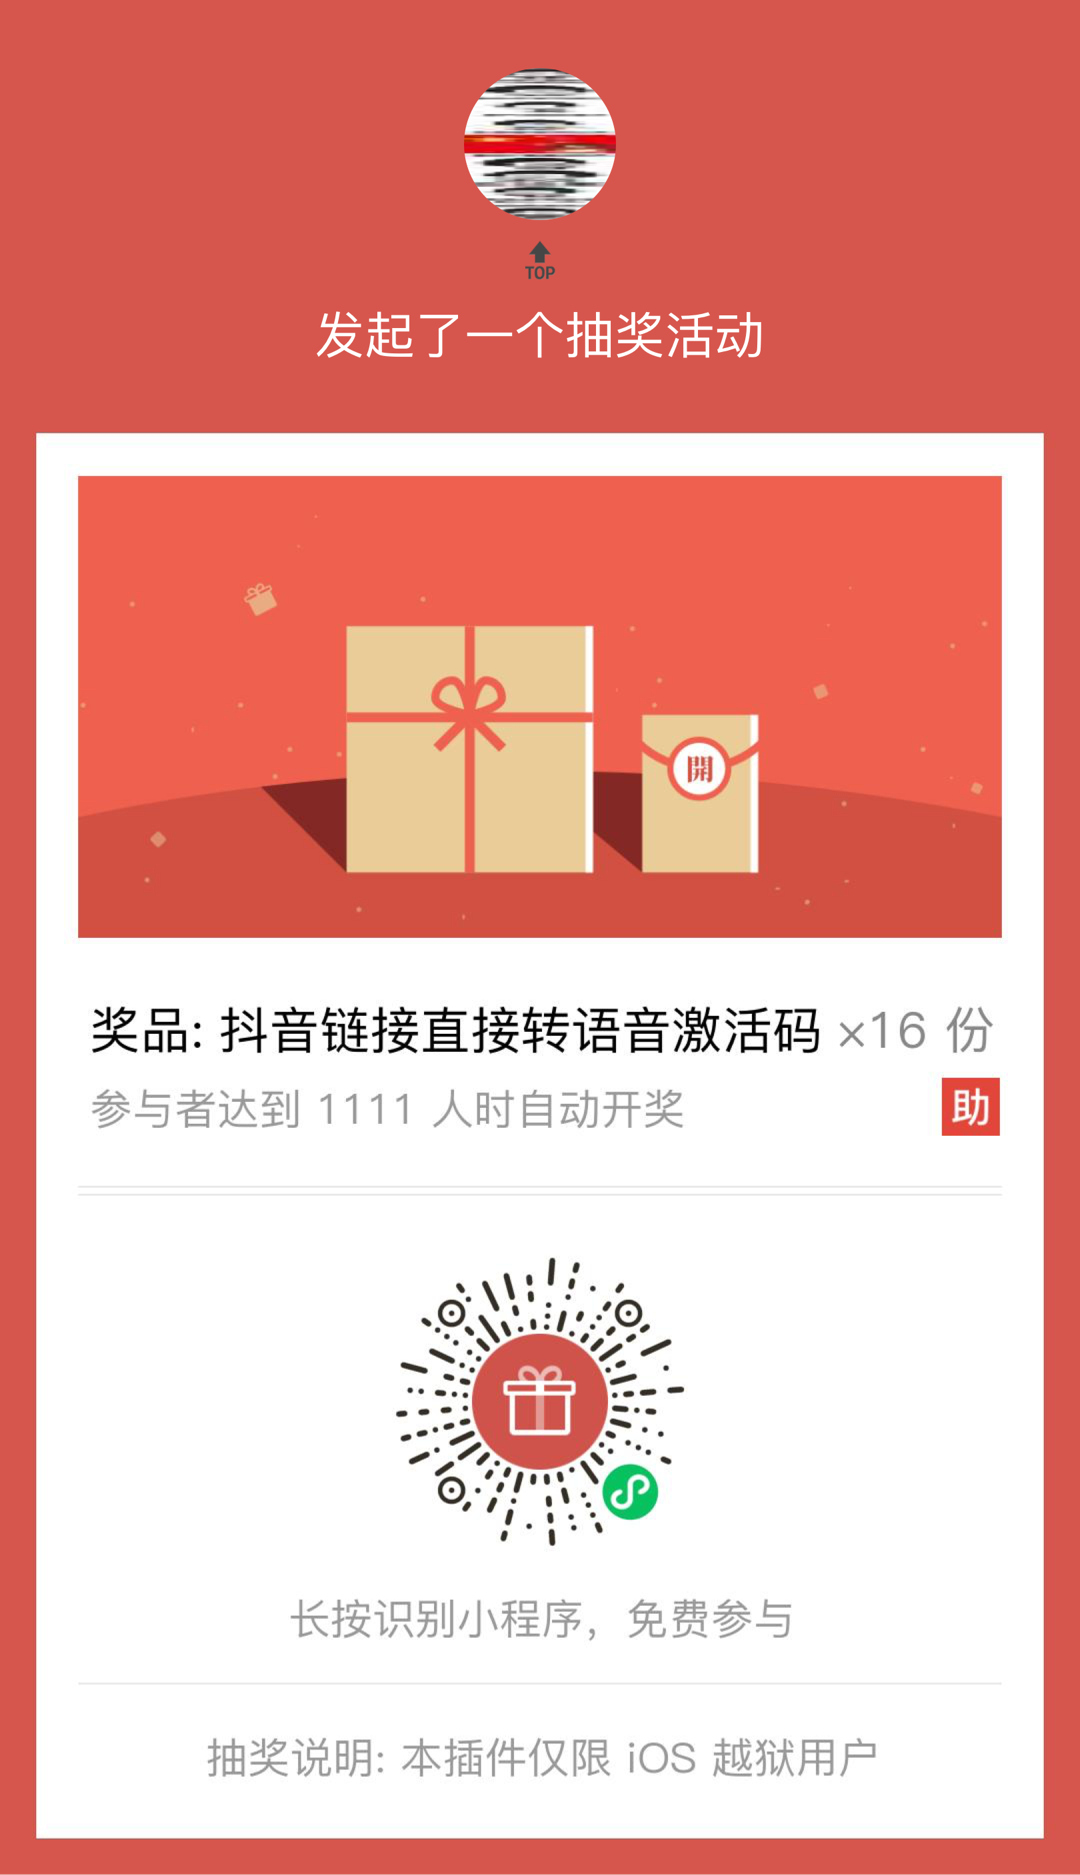 TOP
发起了一个抽奖活动
開
奖品: 抖音链接直接转语音激活码 ×16 份
参与者达到 1111 人时自动开奖
助
长按识别小程序，免费参与
抽奖说明: 本插件仅限 iOS 越狱用户